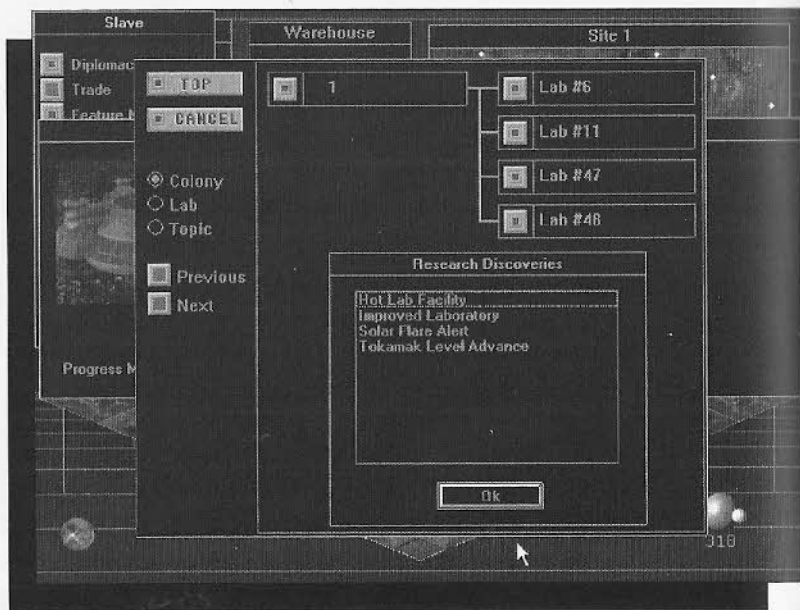 Slave
Warehouse
Site 1
Diplomac
Trade
Feature
TOP
CANCEL
1
Lab #6
Lab #11
Lab #47
Lab #48
Colony
Lab
Topic
Previous
Next
Research Discoveries
Hot Lab Facility
Improved Laboratory
Solar Flare Alert
Tokamak Level Advance
Ok
Progress M